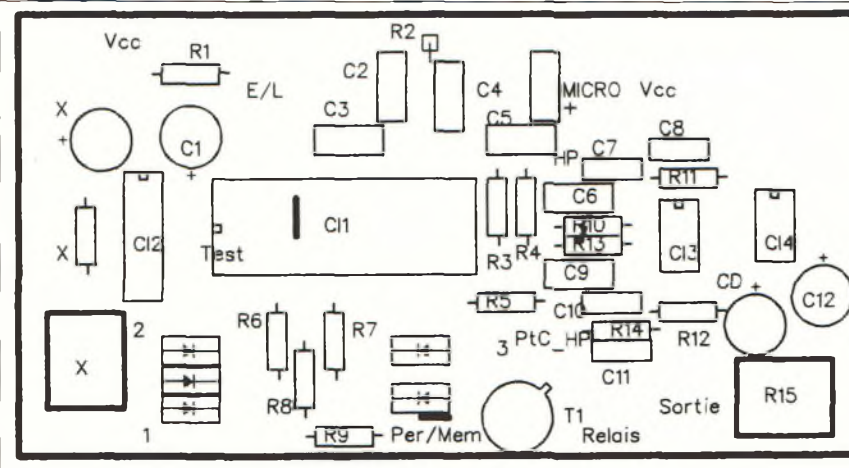 R2
Vcc
R1
C2
E/L
C4
MICRO
Vcc
X
C3
C5
C8
+
C1
+
HP
C7
+
R11
C6
CI2
CI1
R10
X
Test
R3
R4
R13
CI3
CI4
C9
+
CD
+
R5
C10
C12
2
R6
R7
3
PtC_HP
R14
R12
X
C11
R8
R15
1
R9
Per/Mem
T1
Relais
Sortie